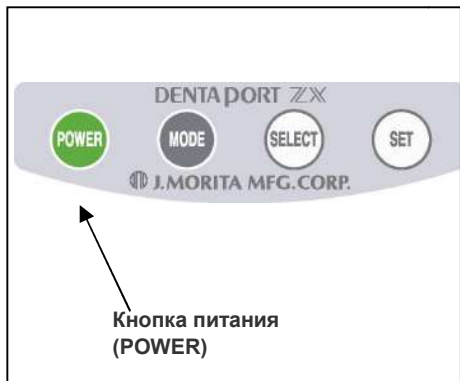 DENTAPORT ZX
POWER MODE SELECT SET
J.MORITA MFG.CORP.
Кнопка питания
(POWER)